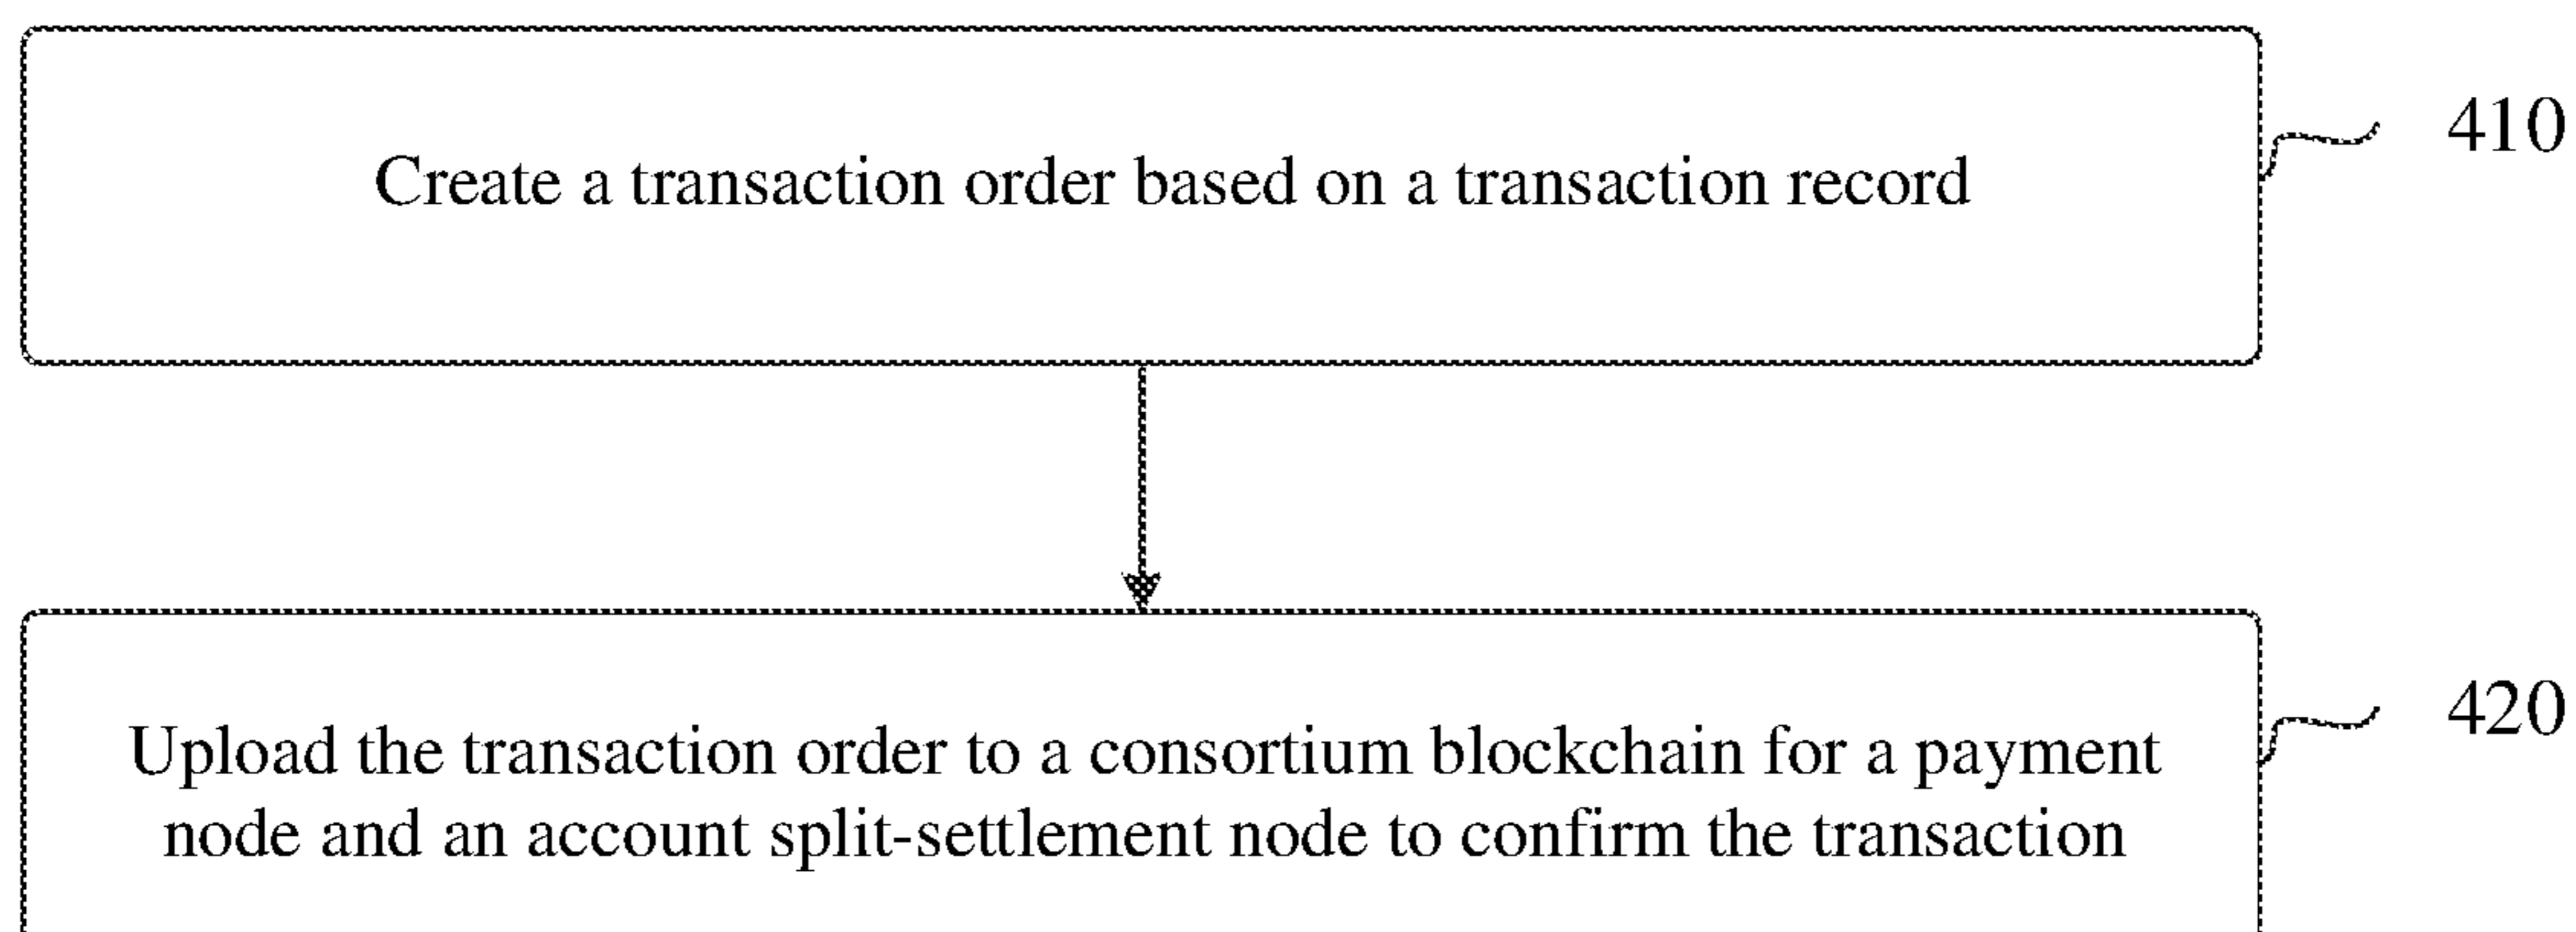 Create a transaction order based on a transaction record
410
Upload the transaction order to a consortium blockchain for a payment
node and an account split-settlement node to confirm the transaction
420